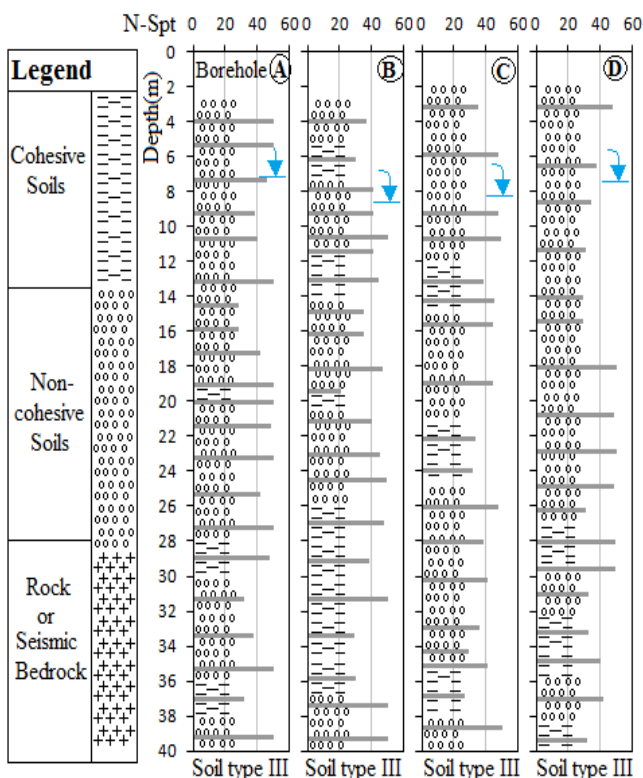 N-Spt
0 20 40 60 0 20 40 60 0 20 40 60 0 20 40 60
Legend
Cohesive
Soils
Non-
cohesive
Soils
Rock
or
Seismic
Bedrock
Depth(m)
0
2
4
6
8
10
12
14
16
18
20
22
24
26
28
30
32
34
36
38
40
Borehole A
B
C
D
Soil type III
Soil type III
Soil type III
Soil type III